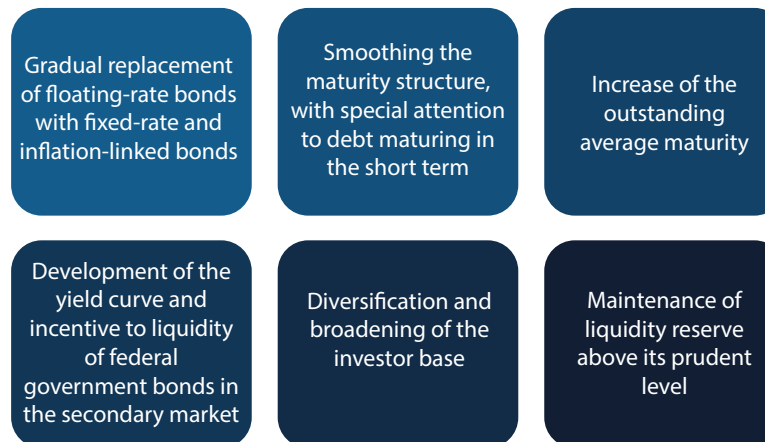 Gradual replacement
of floating-rate bonds
with fixed-rate and
inflation-linked bonds
Smoothing the
maturity structure,
with special attention
to debt maturing in
the short term
Increase of the
outstanding
average maturity
Development of the
yield curve and
incentive to liquidity
of federal
government bonds in
the secondary market
Diversification and
broadening of the
investor base
Maintenance of
liquidity reserve
above its prudent
level